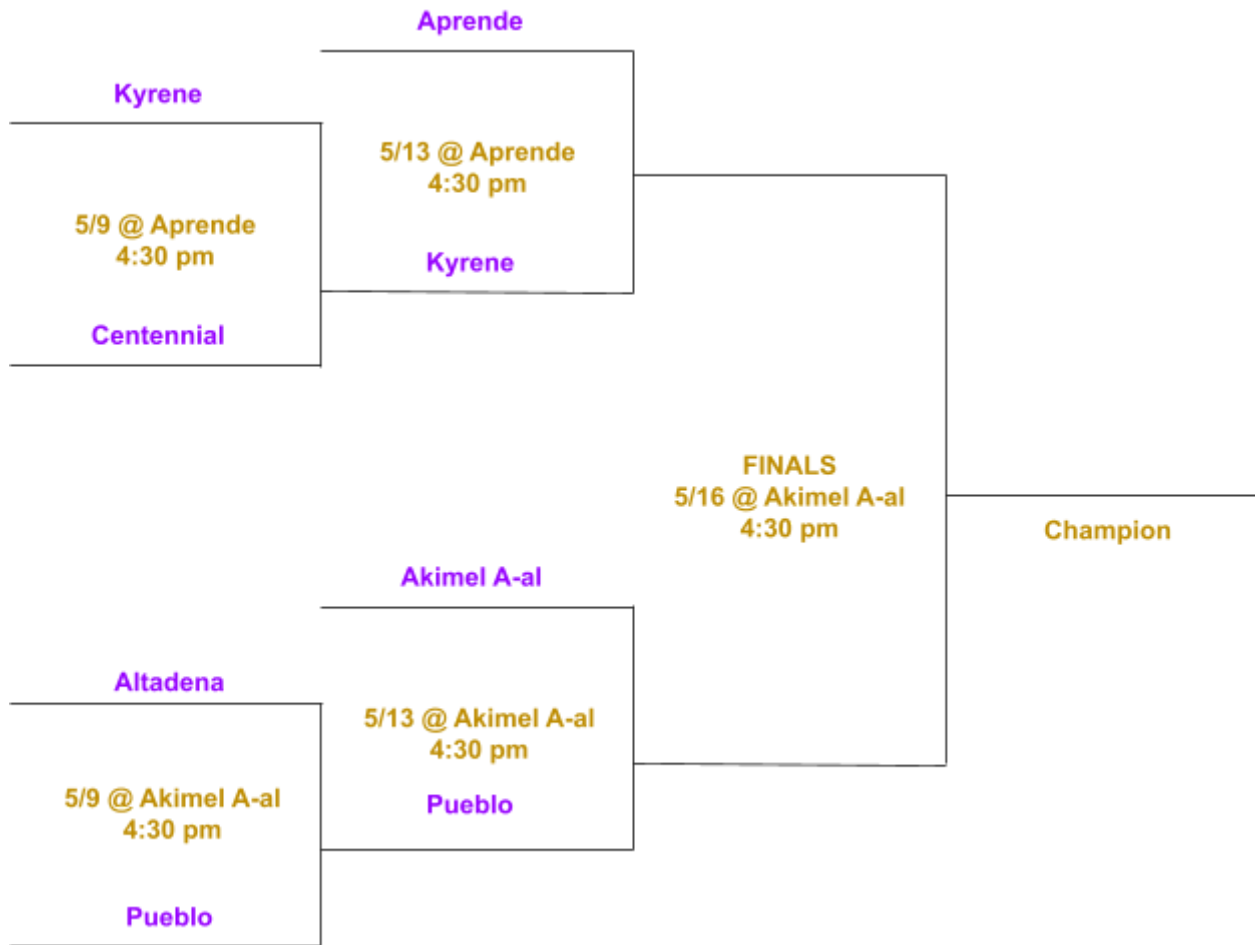 Aprende
Kyrene
5/13 @ Aprende
4:30 pm
5/9 @ Aprende
4:30 pm
Kyrene
Centennial
FINALS
5/16 @ Akimel A-al
4:30 pm
Champion
Akimel A-al
Altadena
5/13 @ Akimel A-al
4:30 pm
5/9 @ Akimel A-al
4:30 pm
Pueblo
Pueblo